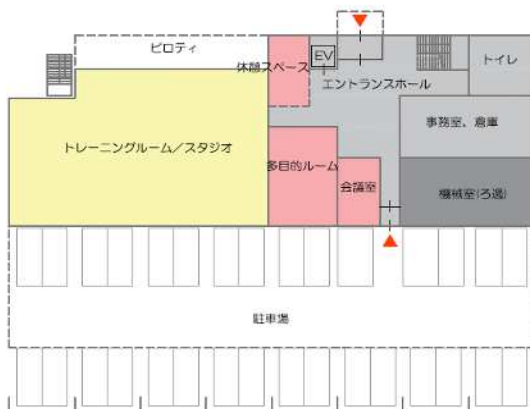 ピロティ
休憩スペース
EV
トイレ
エントランスホール
事務室、倉庫
トレーニングルーム／スタジオ
多目的ルーム
会議室
機械室(ろ過)
駐車場